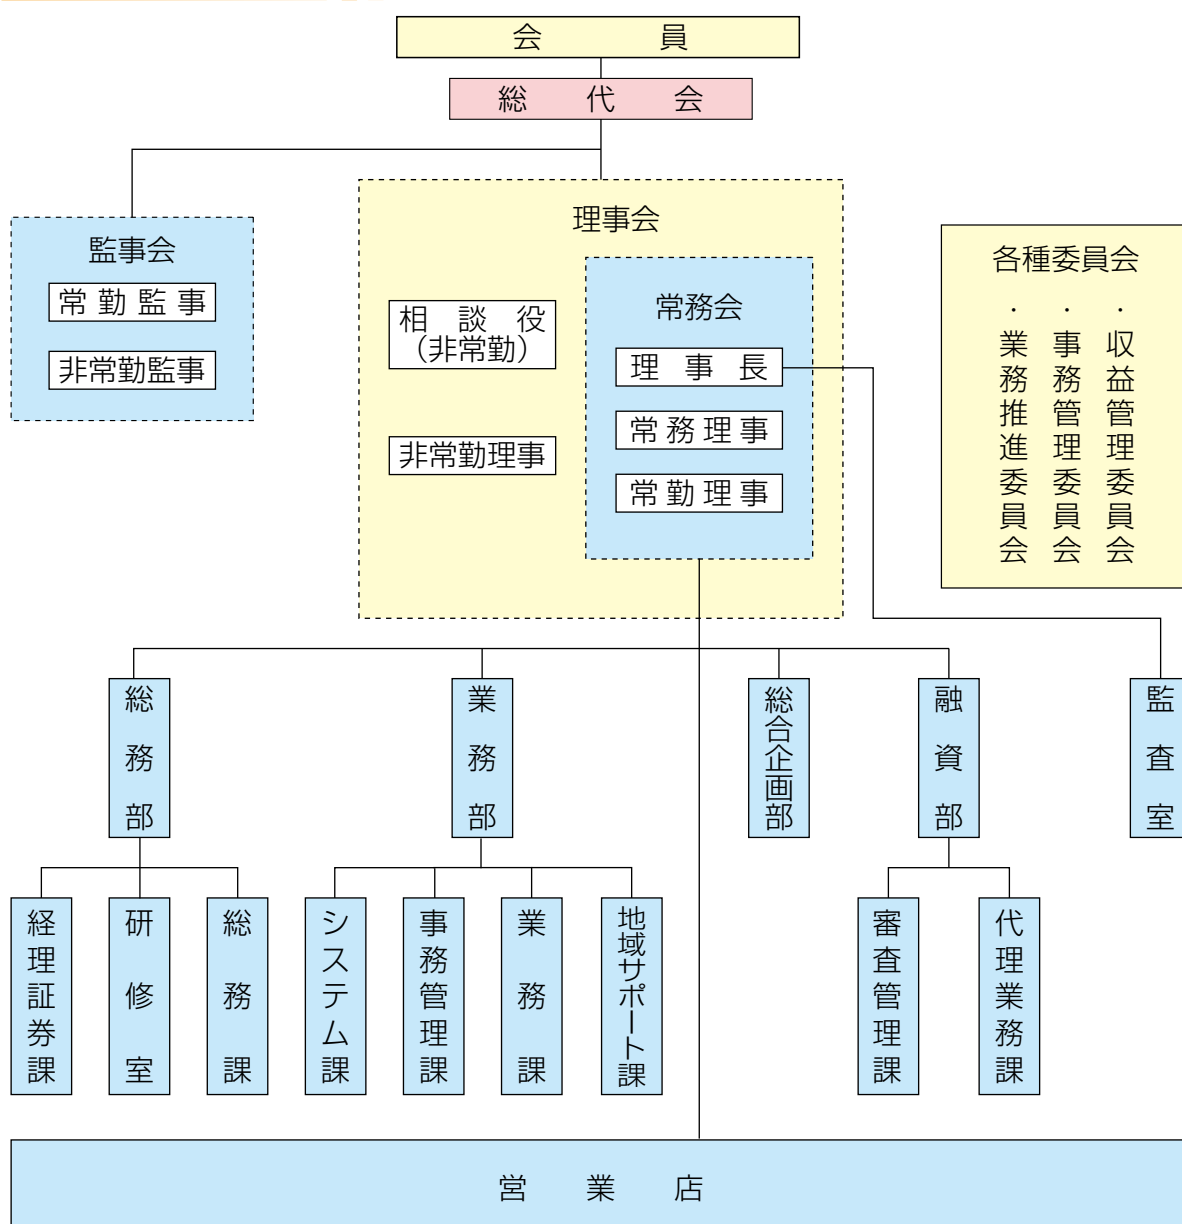 会員
総代会
監事会
常勤監事
非常勤監事
理事会
相談役
（非常勤）
非常勤理事
常務会
理事長
常務理事
常勤理事
各種委員会
・収益管理委員会
・事務管理委員会
・業務推進委員会
総務部
業務部
総合企画部
融資部
監査室
経理証券課
研修室
総務課
システム課
事務管理課
業務課
地域サポート課
審査管理課
代理業務課
営業店